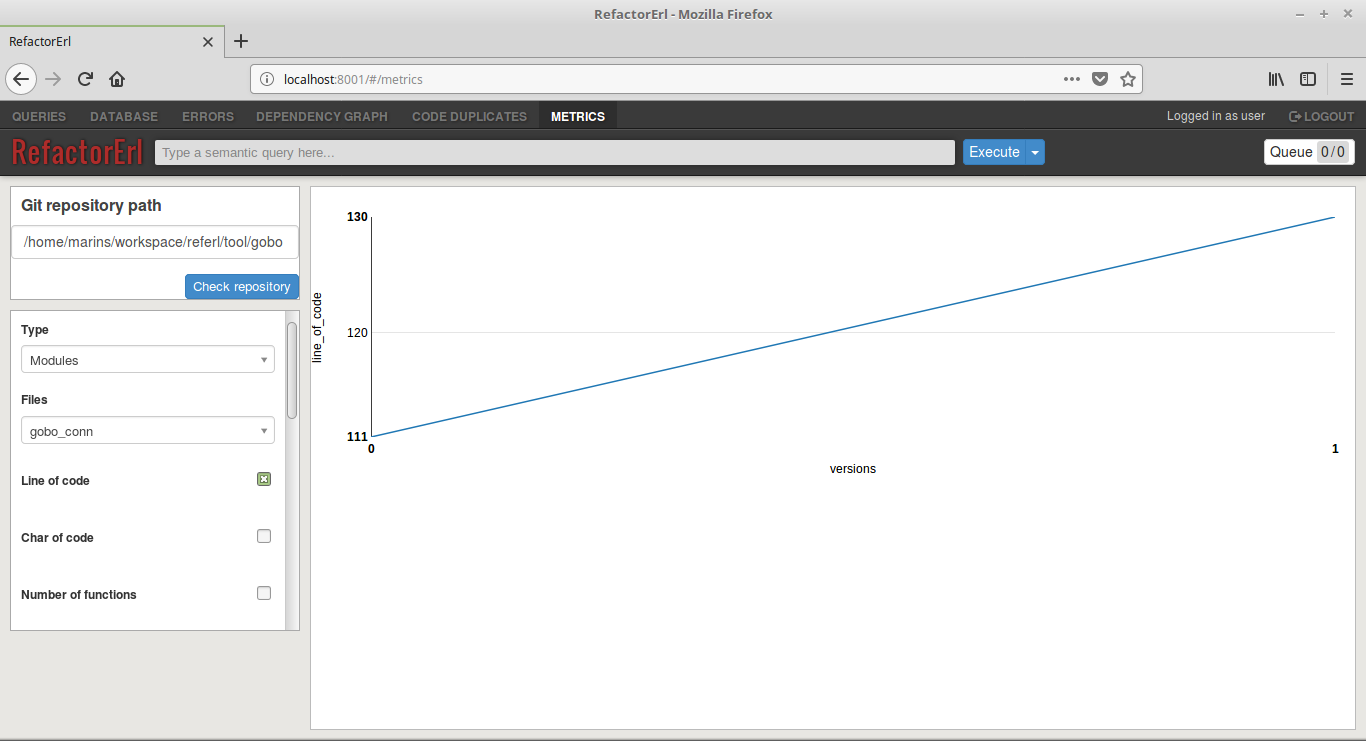 RefactorErl - Mozilla Firefox
RefactorErl
localhost:8001/#/metrics
QUERIES DATABASE ERRORS DEPENDENCY GRAPH CODE DUPLICATES METRICS Logged in as user LOGOUT
RefactorErl Type a semantic query here... Execute Queue 0/0
Git repository path
/home/marins/workspace/referl/tool/gobo
Check repository
Type
Modules
Files
gobo_conn
Line of code
Char of code
Number of functions
130
120
111
line_of_code
0
1
versions